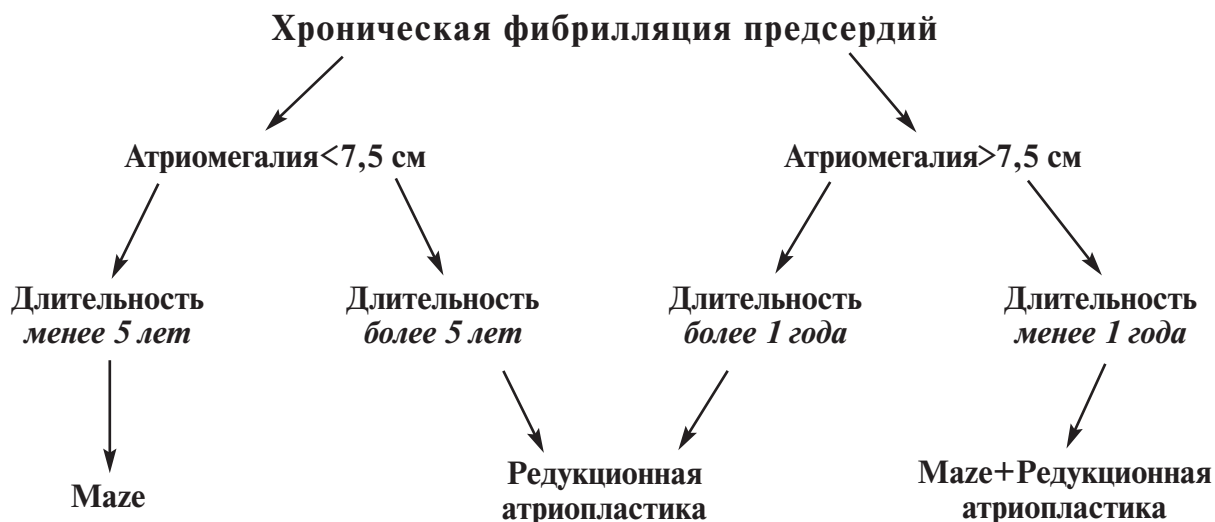 Хроническая фибрилляция предсердий
Атриомегалия<7,5 см
Атриомегалия>7,5 см
Длительность
менее 5 лет
Длительность
более 5 лет
Длительность
более 1 года
Длительность
менее 1 года
Maze
Редукционная
атриопластика
Maze+Редукционная
атриопластика